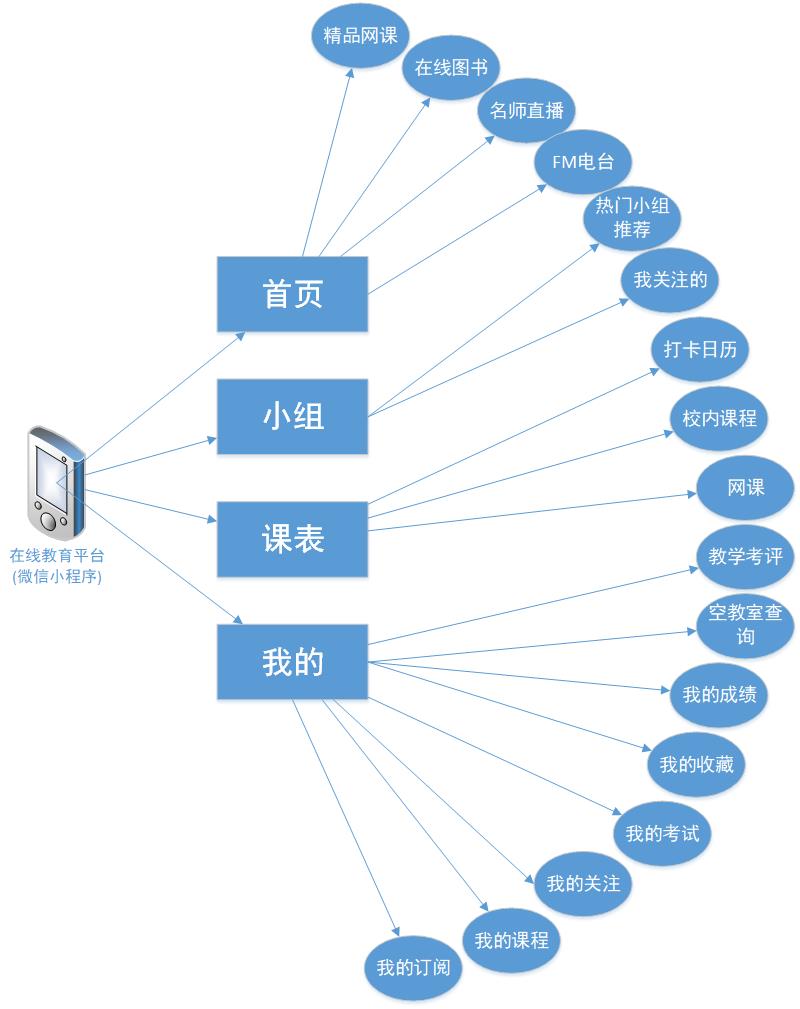 精品网课
在线图书
名师直播
FM电台
热门小组
推荐
我关注的
首页
打卡日历
小组
校内课程
网课
课表
在线教育平台
(微信小程序)
教学考评
空教室查
询
我的
我的成绩
我的收藏
我的考试
我的关注
我的课程
我的订阅